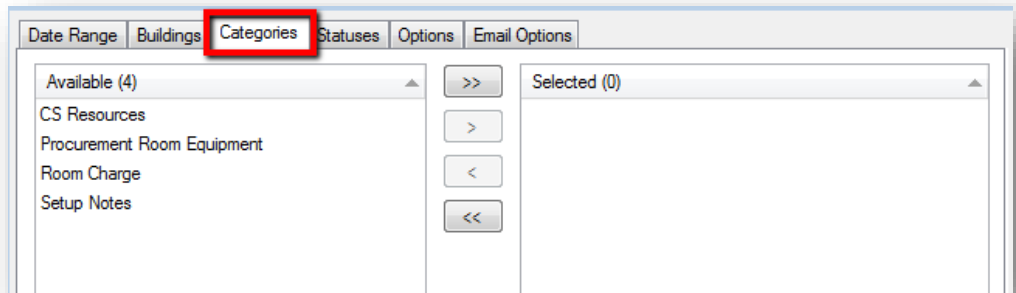 Date Range Buildings Categories Statuses Options Email Options
Available (4) >> Selected (0)
CS Resources
>
Procurement Room Equipment
Room Charge <
Setup Notes
<<